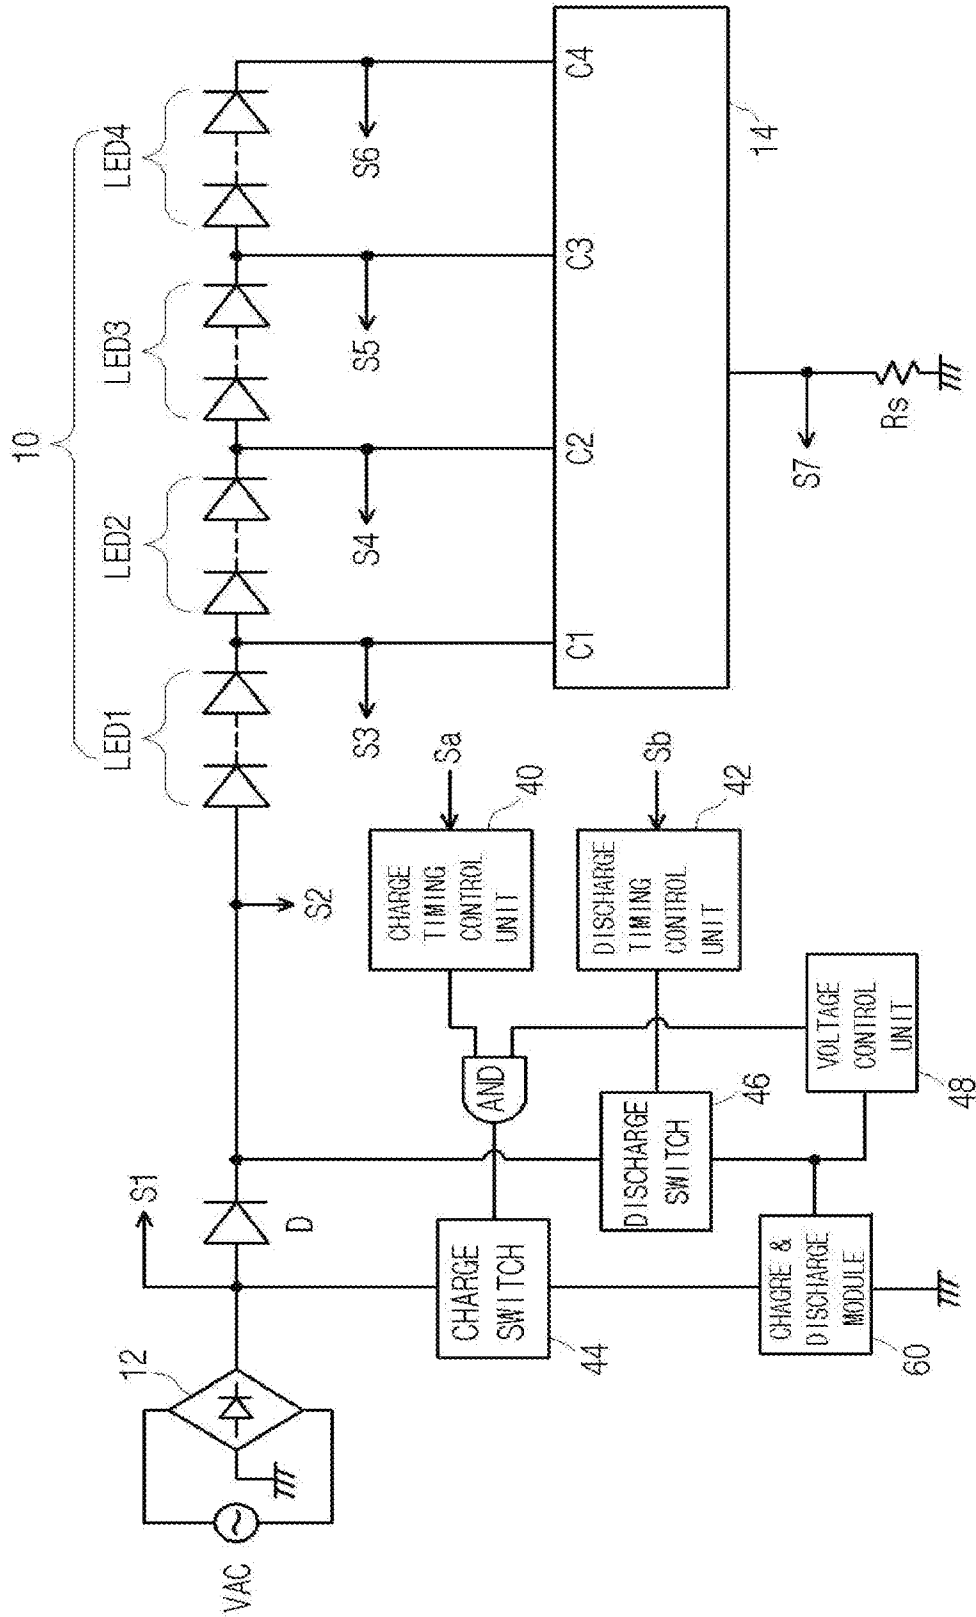 10
LED1
LED2
LED3
LED4
VAC
12
S1
D
S2
S3
S4
S5
S6
C1
C2
C3
C4
14
S7
Rs
CHARGE
TIMING
CONTROL
UNIT
Sa
40
DISCHARGE
TIMING
CONTROL
UNIT
Sb
42
AND
CHARGE
SWITCH
44
DISCHARGE
SWITCH
46
VOLTAGE
CONTROL
UNIT
48
CHAGRE &
DISCHARGE
MODULE
60